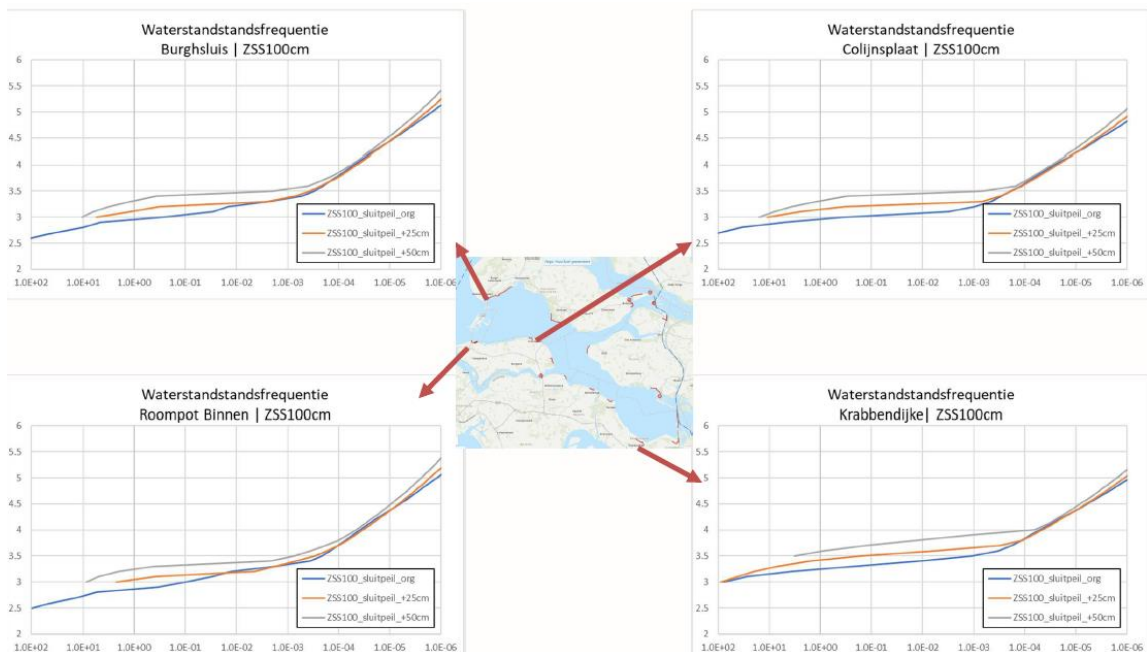 Waterstandstandsfrequentie
Burghsluis | ZSS100cm
6
5.5
5
4.5
4
3.5
3
2.5
2
1.0E+02 1.0E+01 1.0E+00 1.0E-01 1.0E-02 1.0E-03 1.0E-04 1.0E-05 1.0E-06
ZSS100_sluitpeil_org
ZSS100_sluitpeil_+25cm
ZSS100_sluitpeil_+50cm
Waterstandstandsfrequentie
Colijnsplaat | ZSS100cm
6
5.5
5
4.5
4
3.5
3
2.5
2
1.0E+02 1.0E+01 1.0E+00 1.0E-01 1.0E-02 1.0E-03 1.0E-04 1.0E-05 1.0E-06
ZSS100_sluitpeil_org
ZSS100_sluitpeil_+25cm
ZSS100_sluitpeil_+50cm
Waterstandstandsfrequentie
Roompot Binnen | ZSS100cm
6
5.5
5
4.5
4
3.5
3
2.5
2
1.0E+02 1.0E+01 1.0E+00 1.0E-01 1.0E-02 1.0E-03 1.0E-04 1.0E-05 1.0E-06
ZSS100_sluitpeil_org
ZSS100_sluitpeil_+25cm
ZSS100_sluitpeil_+50cm
Waterstandstandsfrequentie
Krabbendijke| ZSS100cm
6
5.5
5
4.5
4
3.5
3
2.5
2
1.0E+02 1.0E+01 1.0E+00 1.0E-01 1.0E-02 1.0E-03 1.0E-04 1.0E-05 1.0E-06
ZSS100_sluitpeil_org
ZSS100_sluitpeil_+25cm
ZSS100_sluitpeil_+50cm